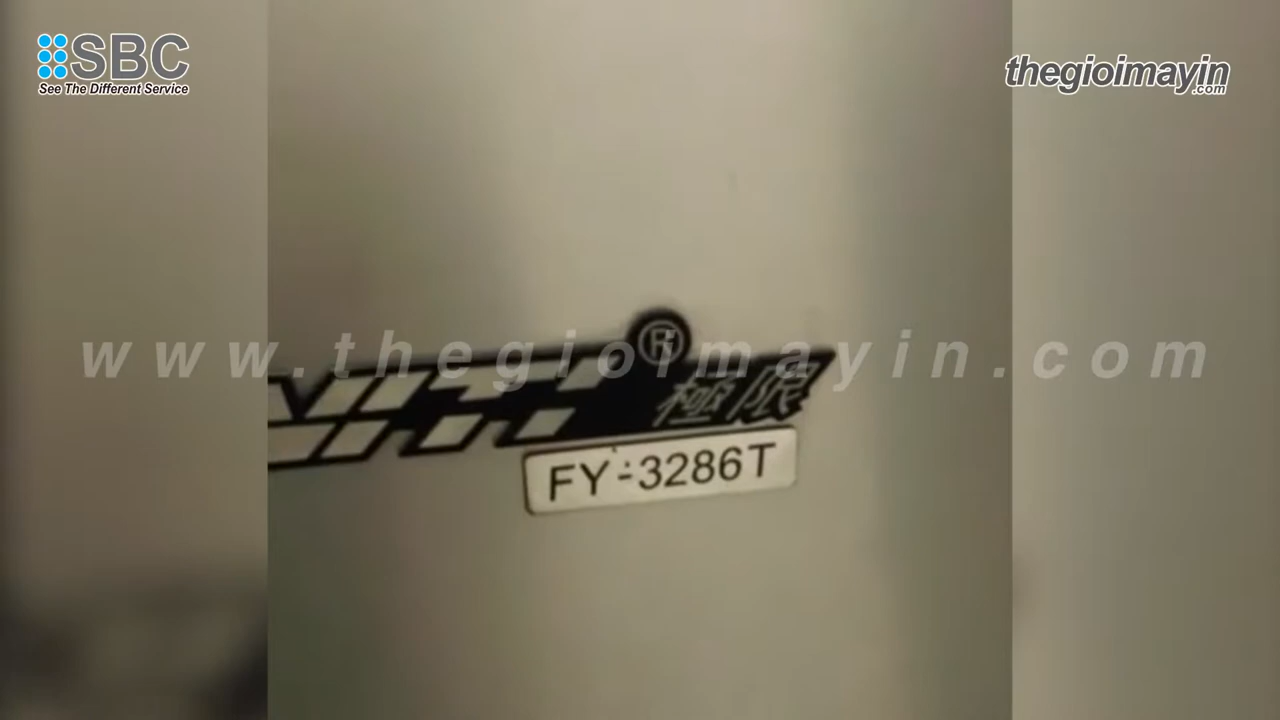 SBC
See The Different Service
thegioimayin
.com
www.thegioimayin.com
®
極限
FY-3286T